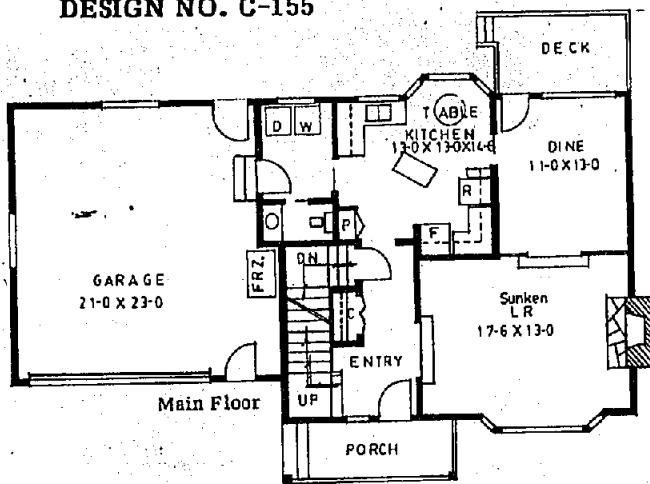 DESIGN NO. C-155
DECK
D W
TABLE
KITCHEN
13-0 X 13-0X14-6
DINE
11-0X13-0
R
P
F
DN
FRZ.
GARAGE
21-0 X 23-0
C
Sunken
LR
17-6 X 13-0
ENTRY
UP
Main Floor
PORCH